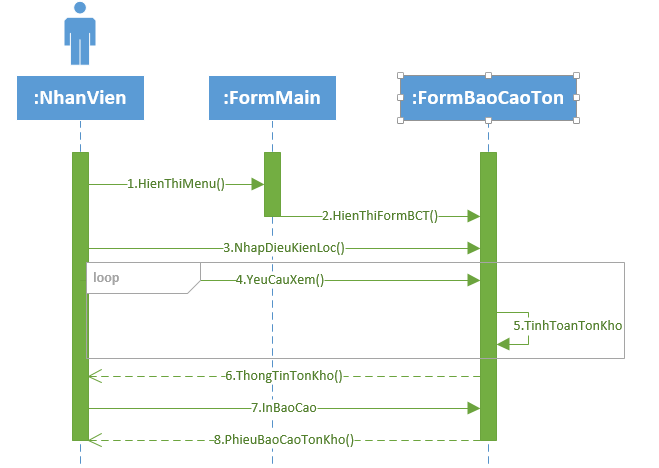 :NhanVien
:FormMain
:FormBaoCaoTon
1.HienThiMenu()
2.HienThiFormBCT()
3.NhapDieuKienLoc()
loop
4.YeuCauXem()
5.TinhToanTonKho
6.ThongTinTonKho()
7.InBaoCao
8.PhieuBaoCaoTonKho()